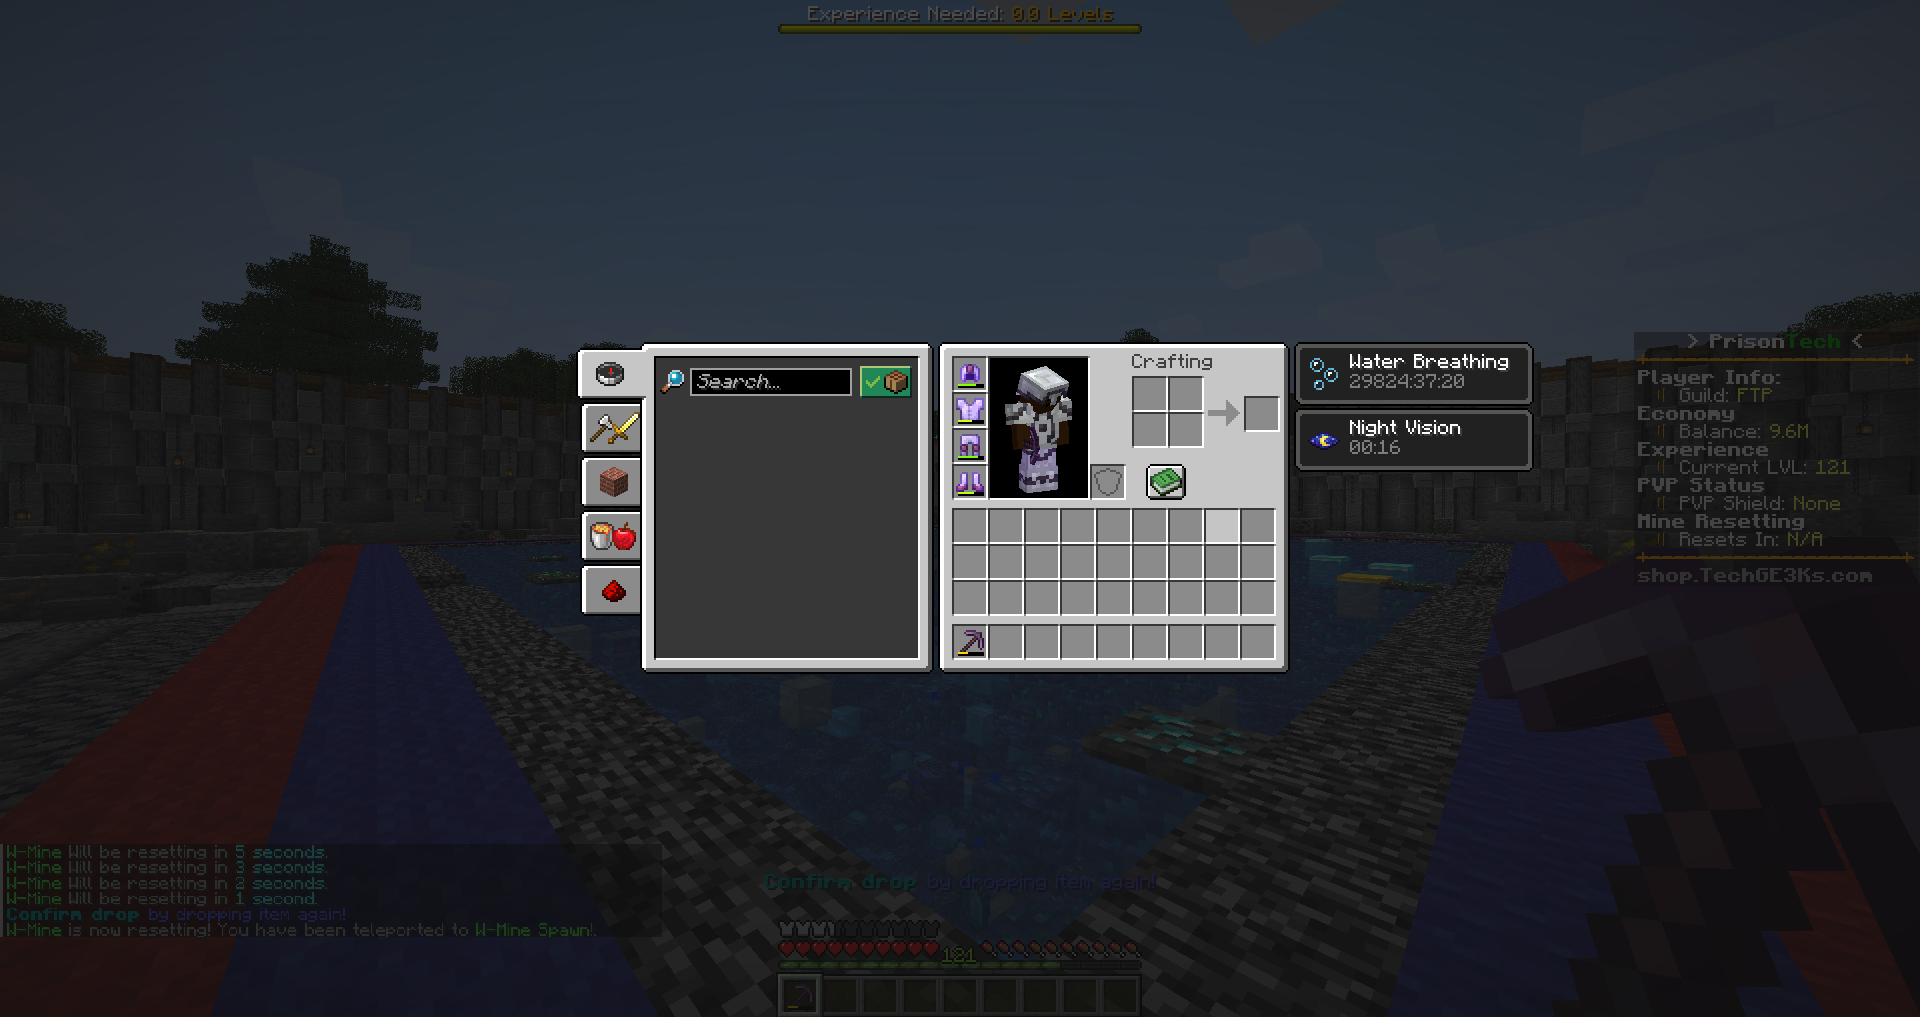 Experience Needed: 0.0 Levels
Search...
Crafting
Water Breathing
29824:37:20
Night Vision
00:16
> PrisonTech <
Player Info:
Guild: FTP
Economy
Balance: 9.6M
Experience
Current LVL: 121
PVP Status
PVP Shield: None
Mine Resetting
Resets In: N/A
shop.TechGE3Ks.com
W-Mine Will be resetting in 5 seconds.
W-Mine Will be resetting in 3 seconds.
W-Mine Will be resetting in 2 seconds.
W-Mine Will be resetting in 1 second.
Confirm drop by dropping item again!
W-Mine is now resetting! You have been teleported to W-Mine Spawn!.
Confirm drop by dropping item again!
121